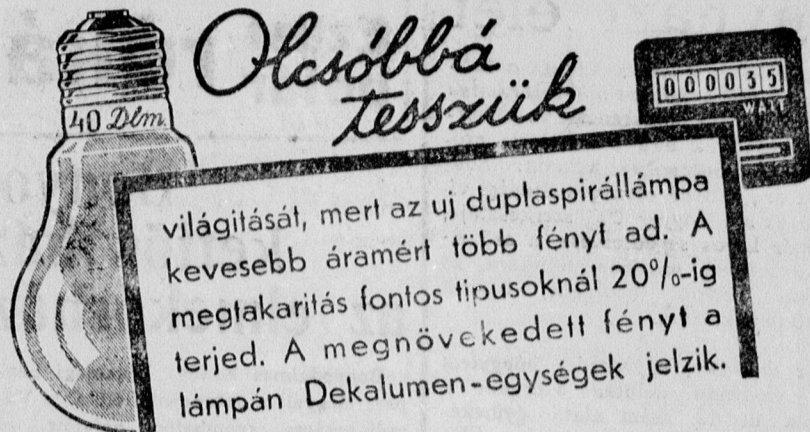 Olcsóbbá
tesszük
40 Dlm.
000035
WATT
világitását, mert az uj duplaspirállámpa
kevesebb áramért több fényt ad. A
megtakaritás fontos tipusoknál 20%-ig
terjed. A megnövekedett fényt a
lámpán Dekalumen-egységek jelzik.